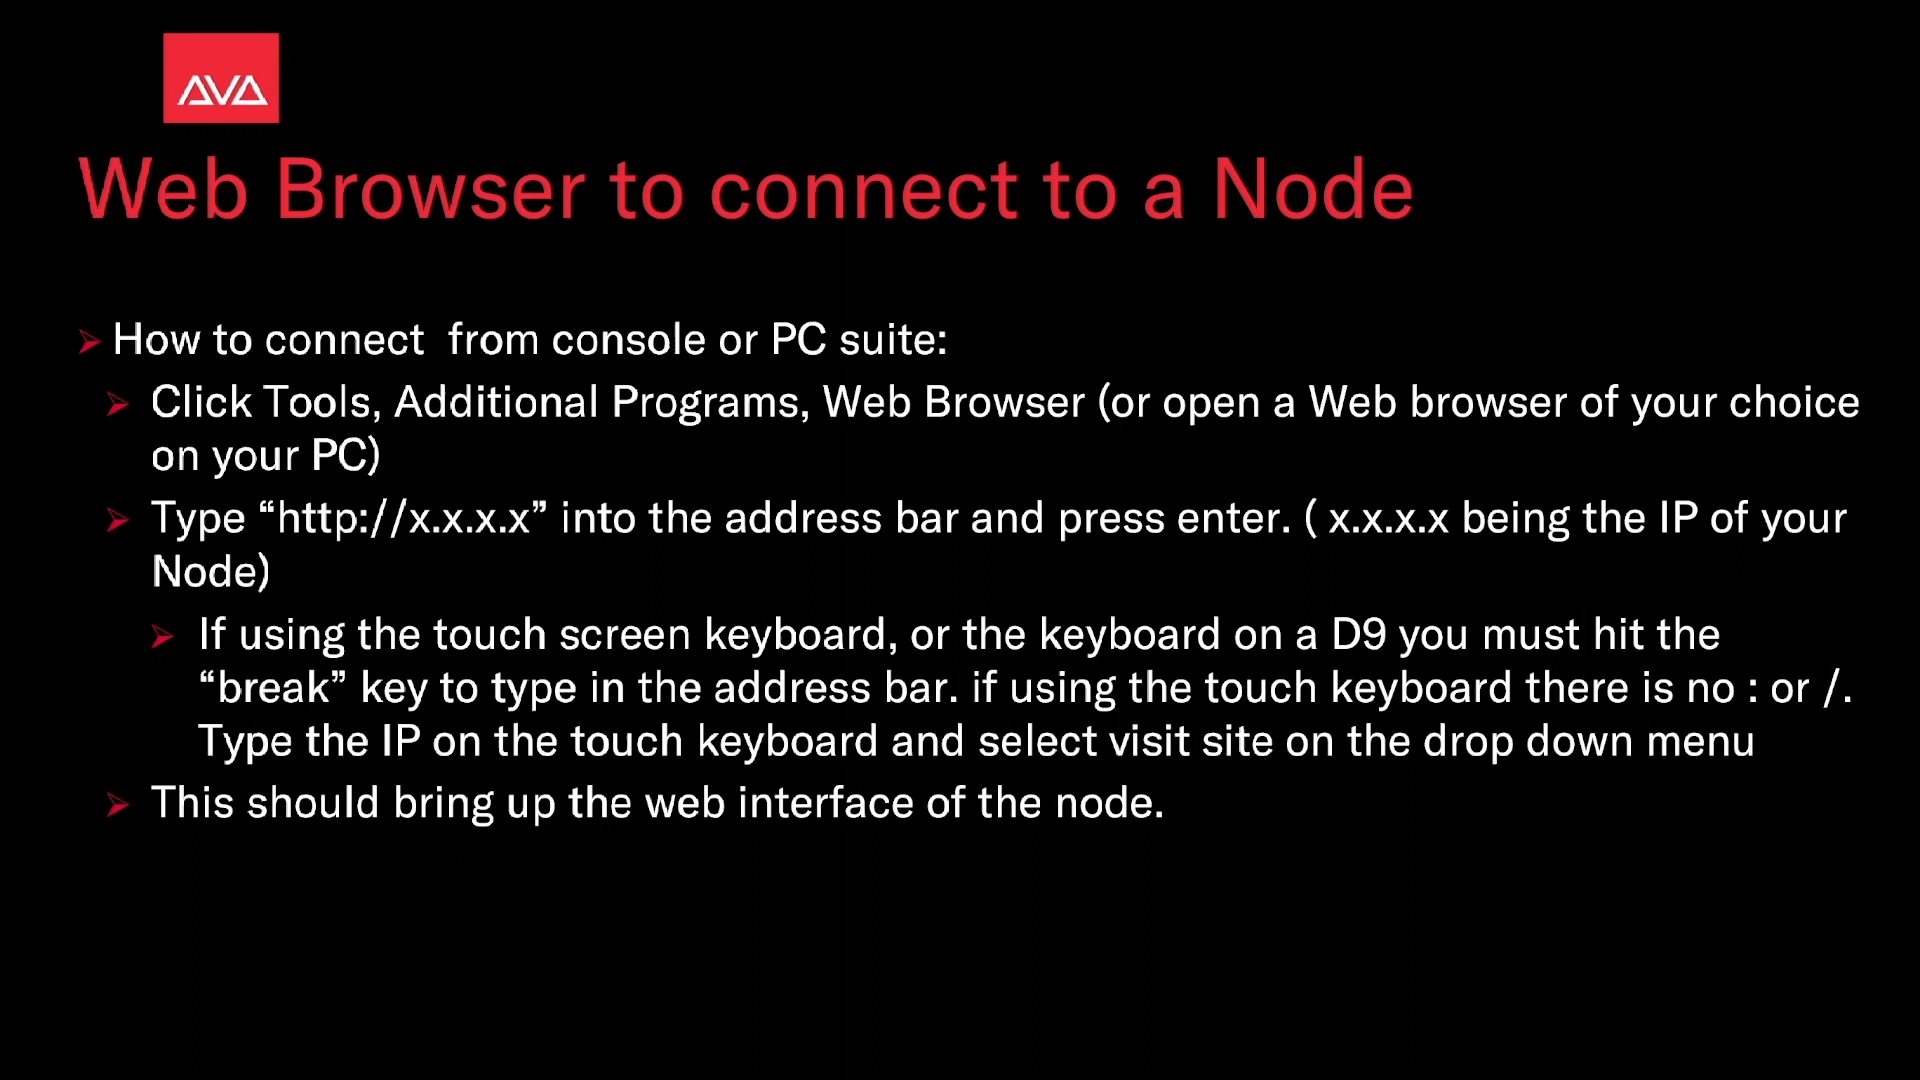 AVA
Web Browser to connect to a Node
How to connect  from console or PC suite:
Click Tools, Additional Programs, Web Browser (or open a Web browser of your choice
on your PC)
Type “http://x.x.x.x” into the address bar and press enter. ( x.x.x.x being the IP of your
Node)
If using the touch screen keyboard, or the keyboard on a D9 you must hit the
“break” key to type in the address bar. if using the touch keyboard there is no : or /.
Type the IP on the touch keyboard and select visit site on the drop down menu
This should bring up the web interface of the node.